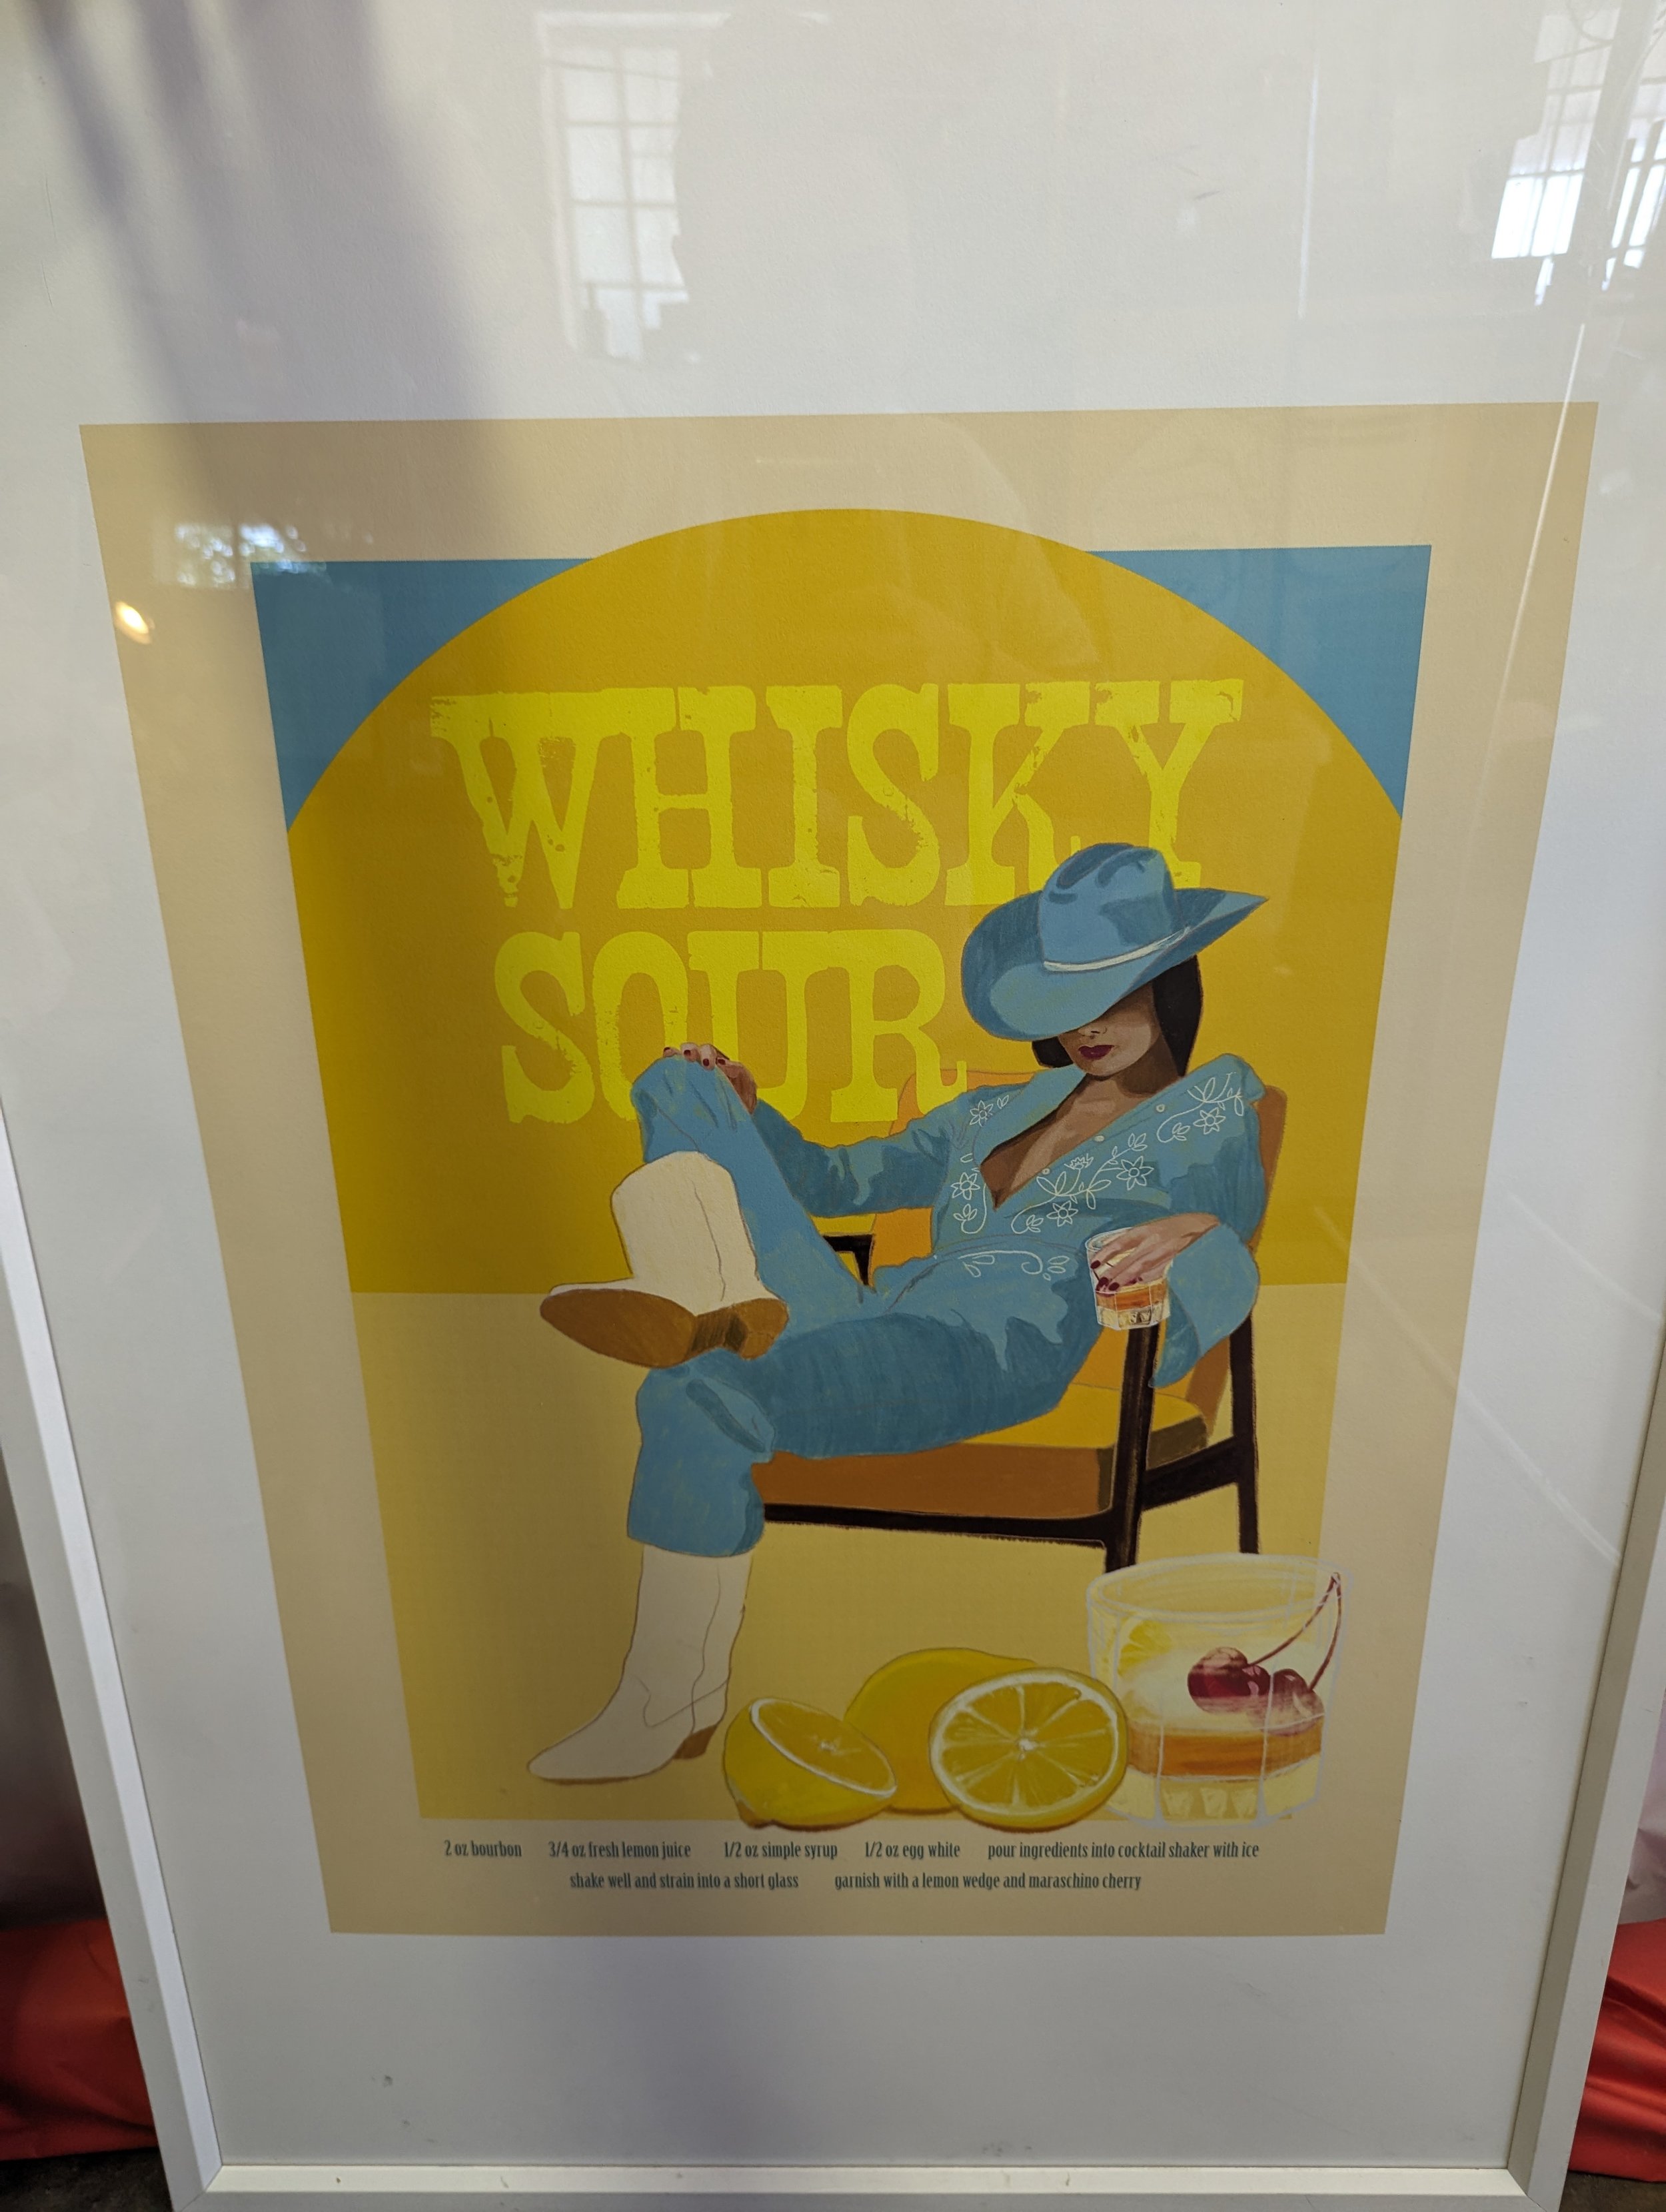 WHISKY
SOUR
2 oz bourbon 3/4 oz fresh lemon juice 1/2 oz simple syrup 1/2 oz egg white pour ingredients into cocktail shaker with ice
shake well and strain into a short glass garnish with a lemon wedge and maraschino cherry